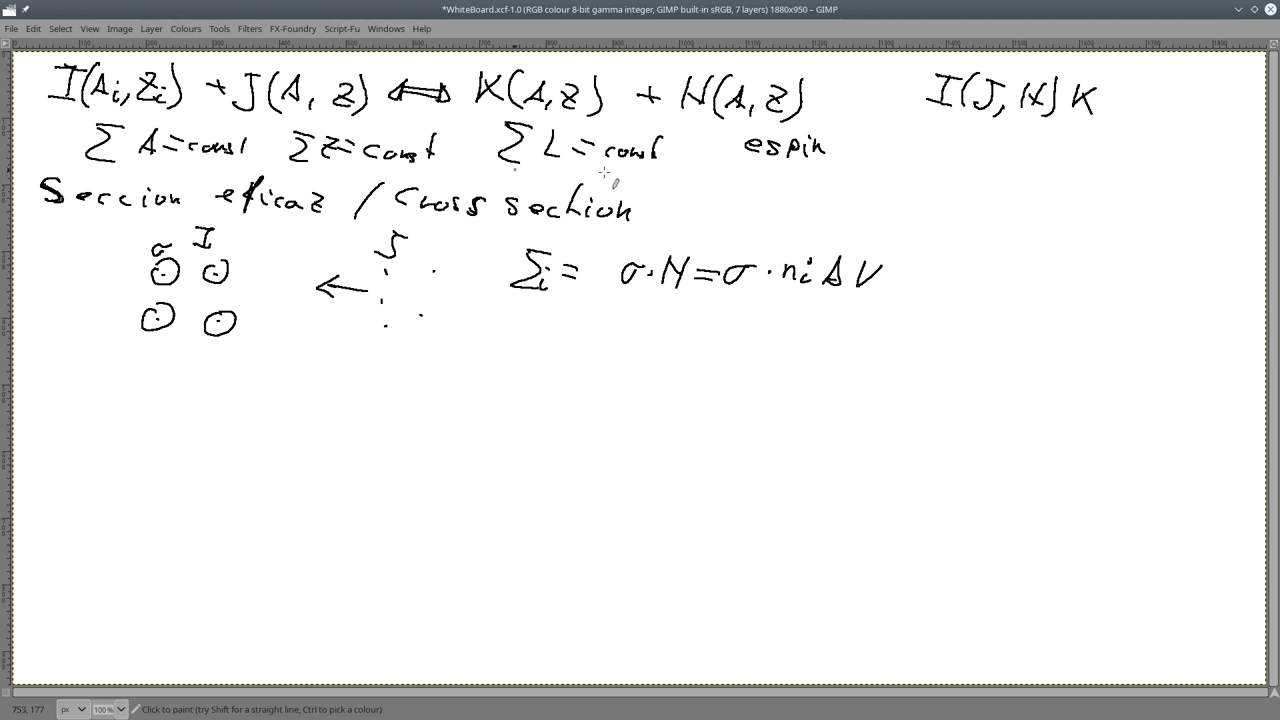 *WhiteBoard.xcf-1.0 (RGB colour 8-bit gamma integer, GIMP built-in sRGB, 7 layers) 1880x950 – GIMP
File Edit Select View Image Layer Colours Tools Filters FX-Foundry Script-Fu Windows Help
I(Ai,Zi) + J(A, Z) ⟺ K(A,Z) + H(A,Z) I(J, H)K
∑ A=const ∑ Z=const ∑ L=const espin
Seccion eficaz / Cross section
σ I J
← ∑i= σ·N=σ·ni Δ V
753, 177 px 100 % Click to paint (try Shift for a straight line, Ctrl to pick a colour)